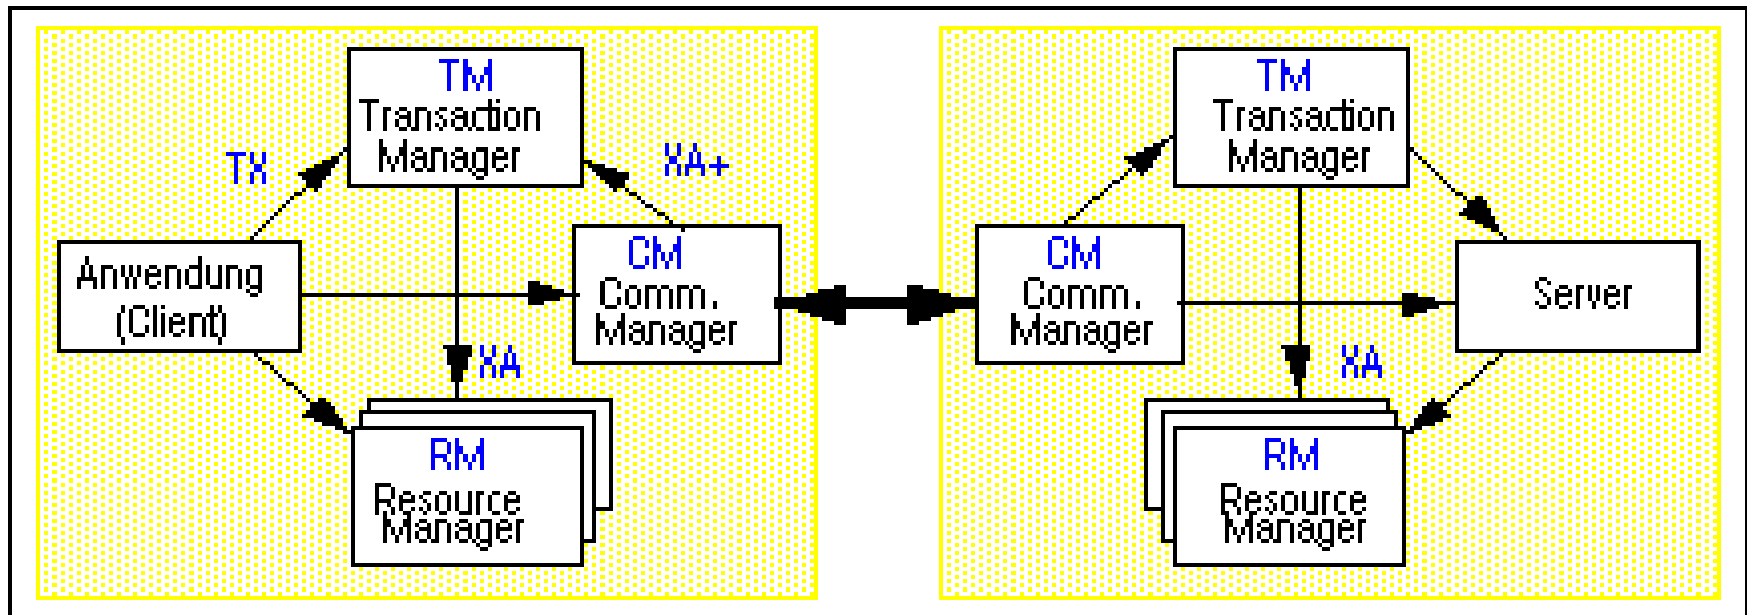 TM
Transaction
Manager
TX
XA+
Anwendung
(Client)
CM
Comm.
Manager
XA
RM
Resource
Manager
TM
Transaction
Manager
CM
Comm.
Manager
Server
XA
RM
Resource
Manager